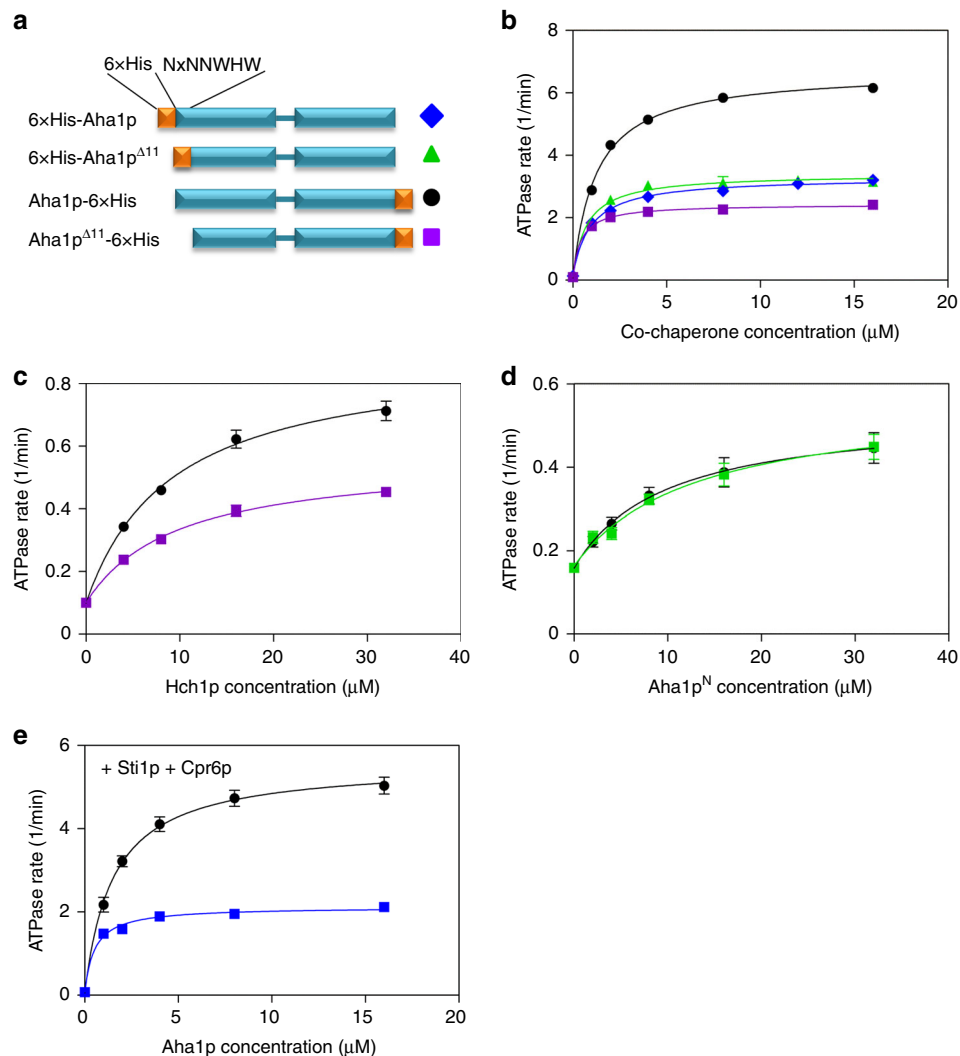 a
6×His NxNNWHW
6×His-Aha1p
6×His-Aha1pΔ11
Aha1p-6×His
Aha1pΔ11-6×His
b
ATPase rate (1/min)
8
6
4
2
0
0 5 10 15 20
Co-chaperone concentration (μM)
c
ATPase rate (1/min)
0.8
0.6
0.4
0.2
0
0 10 20 30 40
Hch1p concentration (μM)
d
ATPase rate (1/min)
0.6
0.4
0.2
0
0 10 20 30 40
Aha1pN concentration (μM)
e
+ Sti1p + Cpr6p
ATPase rate (1/min)
6
4
2
0
0 5 10 15 20
Aha1p concentration (μM)